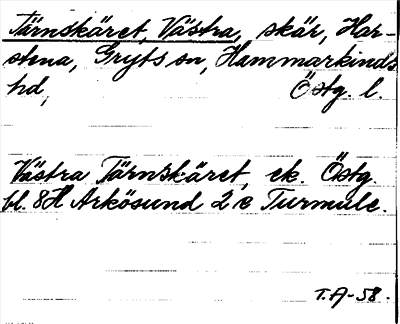 Tärnskäret, Västra, skär, Har-
stena, Gryts sn, Hammarkinds
hd, Östg. l.
Västra Tärnskäret, ek. Östg.
bl. 8H Arkösund 2 c Turmule.
T.A-58.